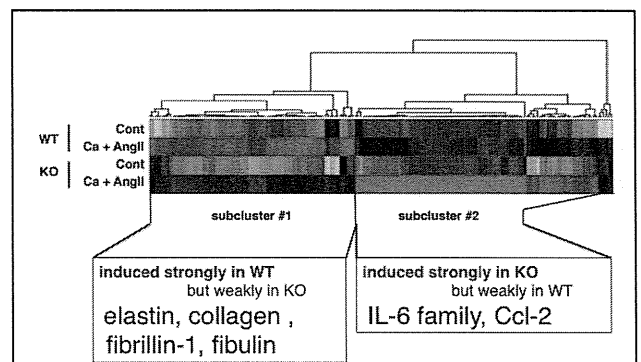 Cont
WT
Ca + AngII
Cont
KO
Ca + AngII
subcluster #1 subcluster #2
induced strongly in WT
but weakly in KO
elastin, collagen ,
fibrillin-1, fibulin
induced strongly in KO
but weakly in WT
IL-6 family, Ccl-2